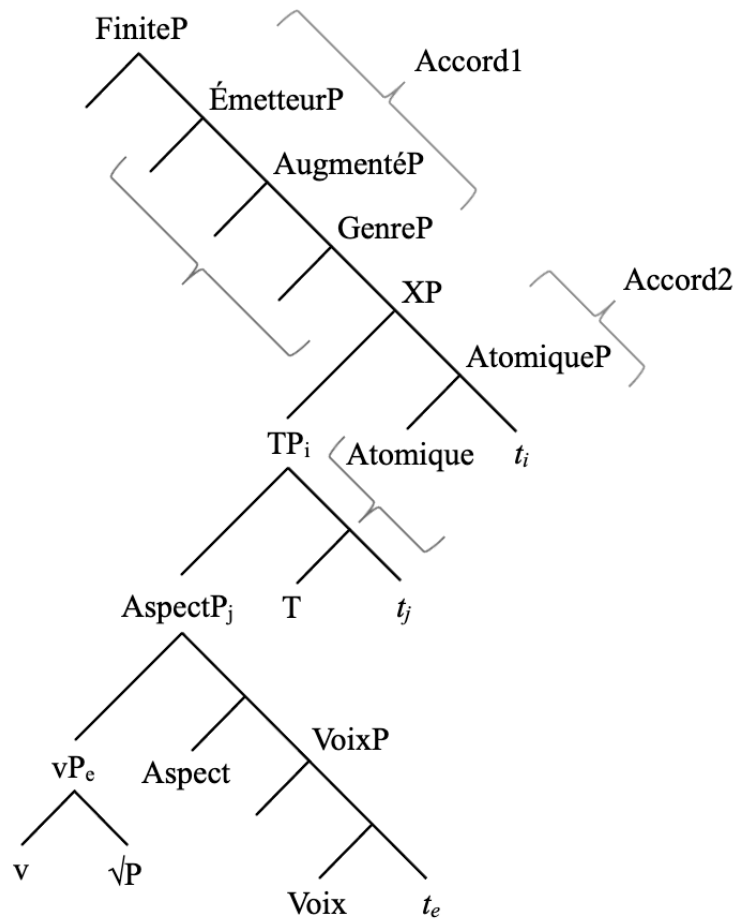 FiniteP
Accord1
ÉmetteurP
AugmentéP
GenreP
Accord2
XP
AtomiqueP
TPᵢ Atomique tᵢ
AspectPⱼ T tⱼ
VoixP
vPₑ Aspect
v √P
Voix tₑ